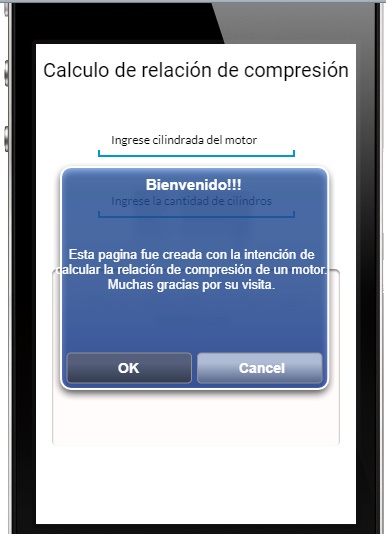 Calculo de relación de compresión
Ingrese cilindrada del motor
Bienvenido!!!
Ingrese la cantidad de cilindros
Esta pagina fue creada con la intención de
calcular la relación de compresión de un motor.
Muchas gracias por su visita.
OK
Cancel